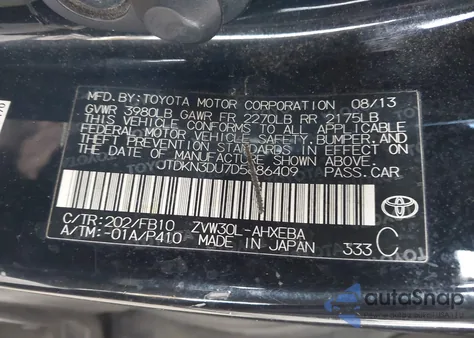 MFD. BY: TOYOTA MOTOR CORPORATION 08/13
GVWR 3980LB GAWR FR 2270LB RR 2175LB
THIS VEHICLE CONFORMS TO ALL APPLICABLE
FEDERAL MOTOR VEHICLE SAFETY, BUMPER, AND
THEFT PREVENTION STANDARDS IN EFFECT ON
THE DATE OF MANUFACTURE SHOWN ABOVE.
PASS.CAR
C/TR:202/FB10 ZVW30L-AHXEBA
A/TM:-01A/P410 MADE IN JAPAN 333 C
TOYOTA
autoSnap